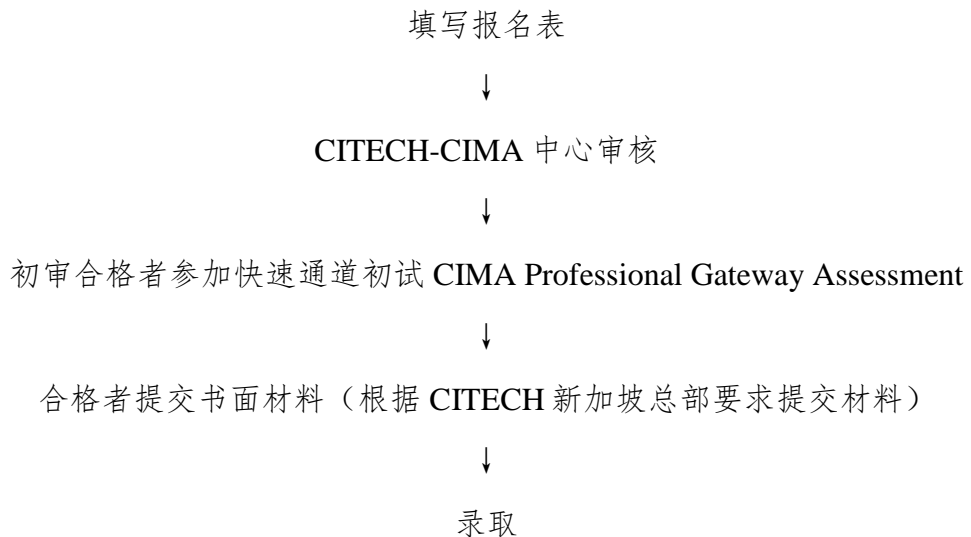 填写报名表
↓
CITECH-CIMA 中心审核
↓
初审合格者参加快速通道初试 CIMA Professional Gateway Assessment
↓
合格者提交书面材料（根据 CITECH 新加坡总部要求提交材料）
↓
录取